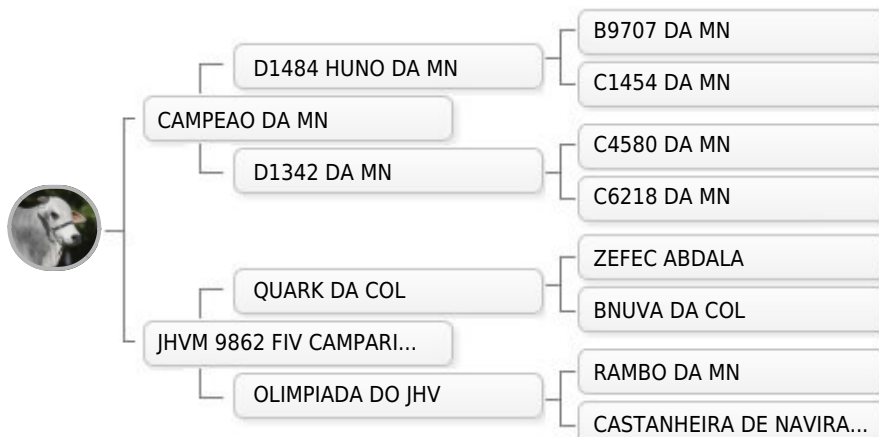 B9707 DA MN
D1484 HUNO DA MN
C1454 DA MN
CAMPEAO DA MN
C4580 DA MN
D1342 DA MN
C6218 DA MN
ZEFEC ABDALA
QUARK DA COL
BNUVA DA COL
JHVM 9862 FIV CAMPARI...
RAMBO DA MN
OLIMPIADA DO JHV
CASTANHEIRA DE NAVIRA...